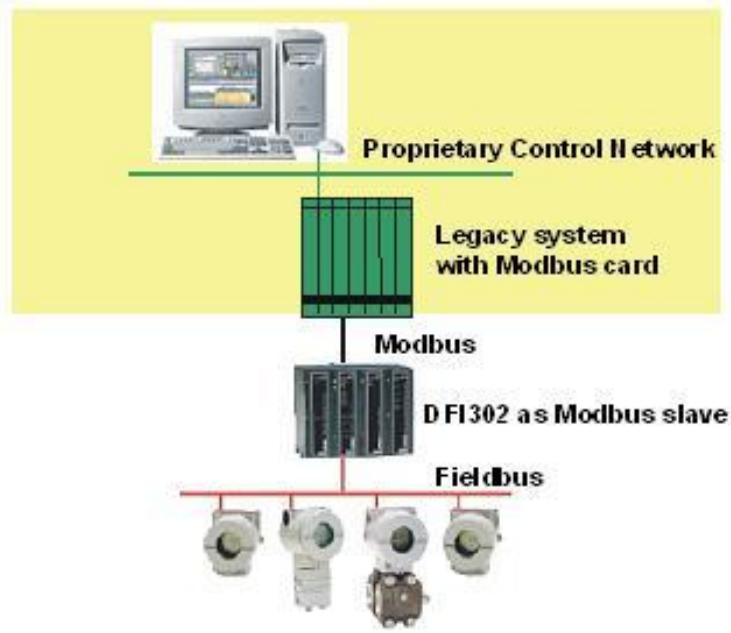 Proprietary Control Network
Legacy system
with Modbus card
Modbus
DFI302 as Modbus slave
Fieldbus